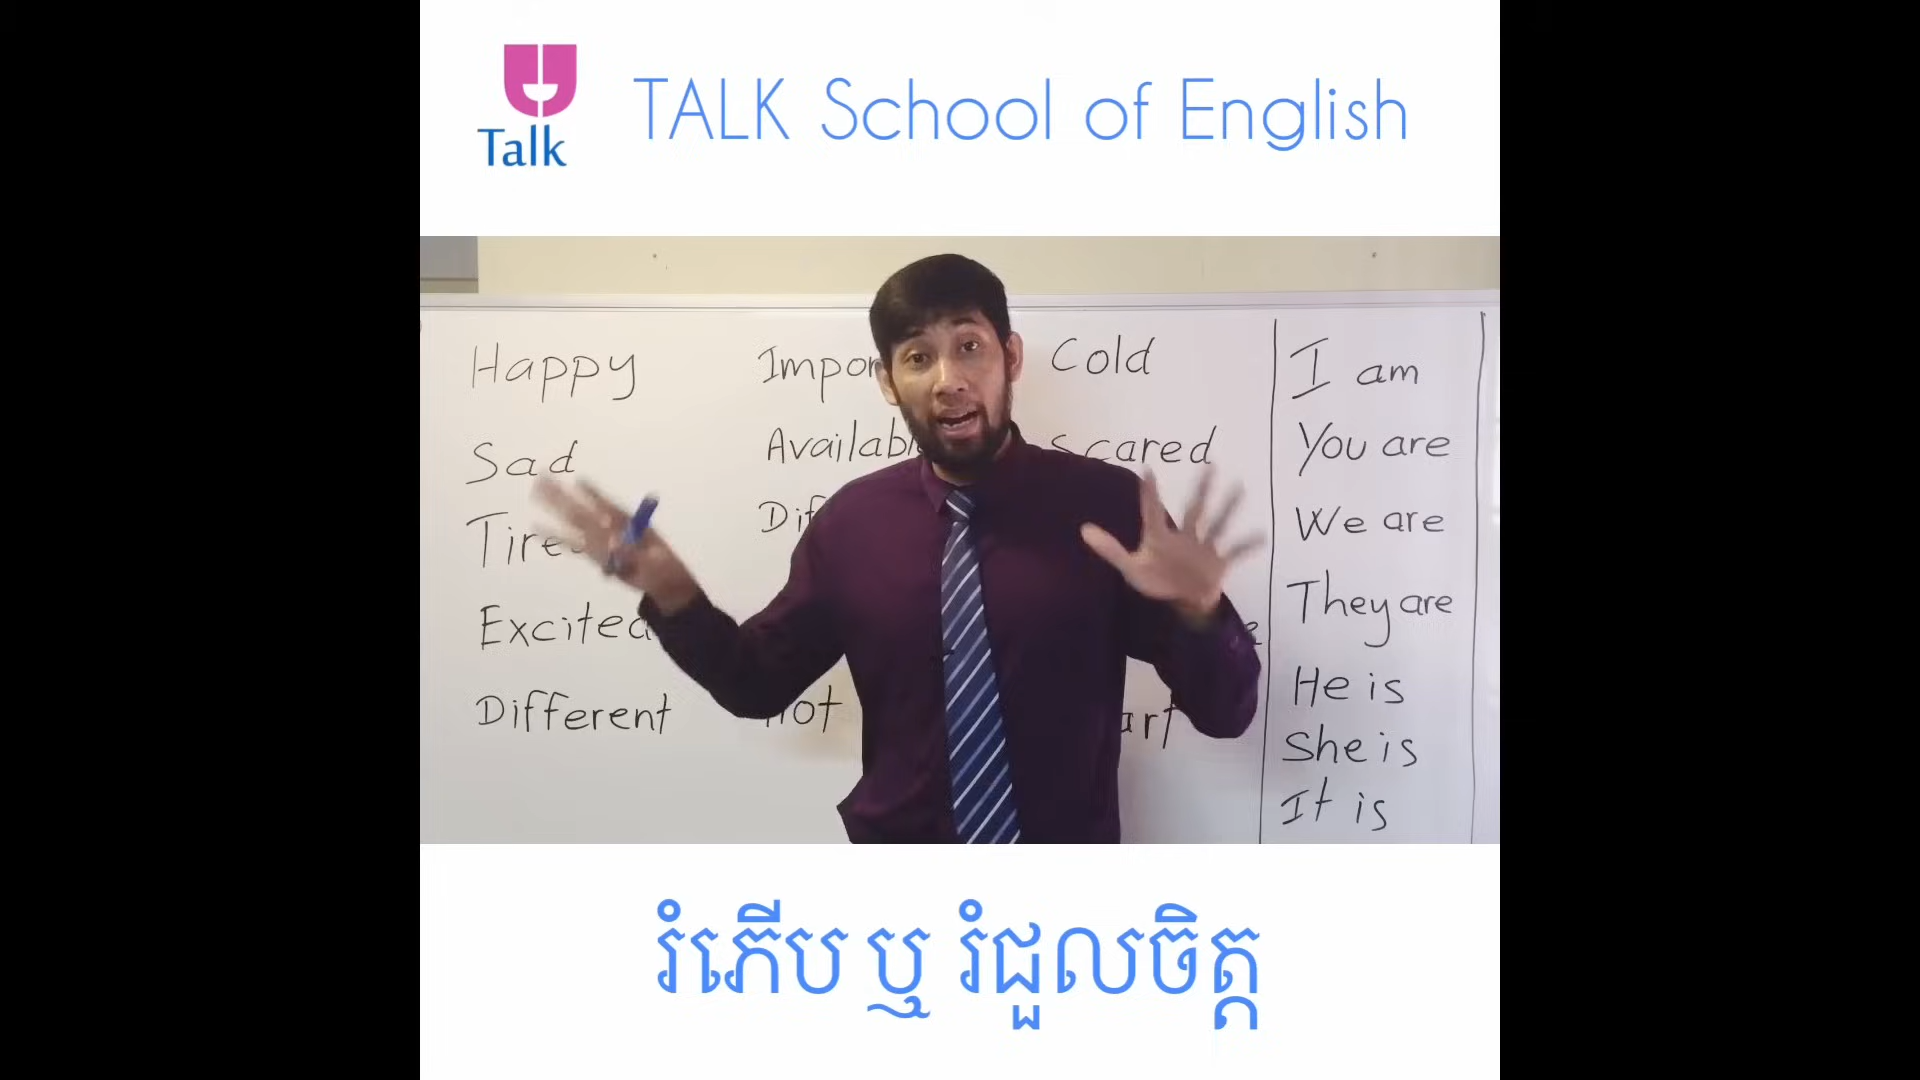 Talk
TALK School of English
Happy
Sad
Excited
Different
not
Cold
Scared
I am
You are
We are
They are
He is
She is
It is
រំភើប ឬ រំជួលចិត្ត